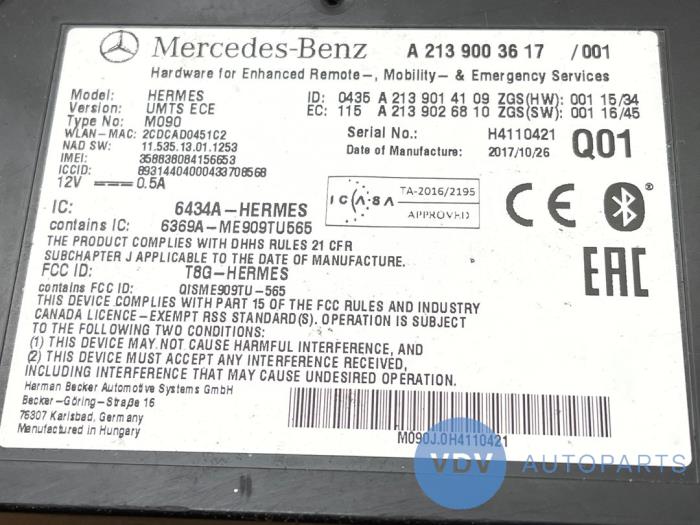 Mercedes-Benz A 213 900 36 17 /001
Hardware for Enhanced Remote-, Mobility- & Emergency Services
Model: HERMES ID: 0435 A 213 901 41 09 ZGS(HW): 001 15/34
Version: UMTS ECE EC: 115 A 213 902 68 10 ZGS(SW): 001 16/45
Type No: M090
WLAN-MAC: 2CDCAD0451C2 Serial No.: H4110421 Q01
NAD SW: 11.535.13.01.1253 Date of Manufacture: 2017/10/26
IMEI: 358838084156653
ICCID: 89314404000433708568
12V 0.5A
ICASA TA-2016/2195
APPROVED
CE
IC: 6434A-HERMES
contains IC: 6369A-ME909TU565
THE PRODUCT COMPLIES WITH DHHS RULES 21 CFR
SUBCHAPTER J APPLICABLE TO THE DATE OF MANUFACTURE.
EAC
FCC ID: T8G-HERMES
contains FCC ID: QISME909TU-565
THIS DEVICE COMPLIES WITH PART 15 OF THE FCC RULES AND INDUSTRY
CANADA LICENCE-EXEMPT RSS STANDARD(S). OPERATION IS SUBJECT
TO THE FOLLOWING TWO CONDITIONS:
(1) THIS DEVICE MAY NOT CAUSE HARMFUL INTERFERENCE, AND
(2) THIS DEVICE MUST ACCEPT ANY INTERFERENCE RECEIVED,
INCLUDING INTERFERENCE THAT MAY CAUSE UNDESIRED OPERATION.
Harman Becker Automotive Systems GmbH
Becker-Göring-Straße 16
76307 Karlsbad, Germany
Manufactured in Hungary
M090J.0H4110421
VDV AUTOPARTS